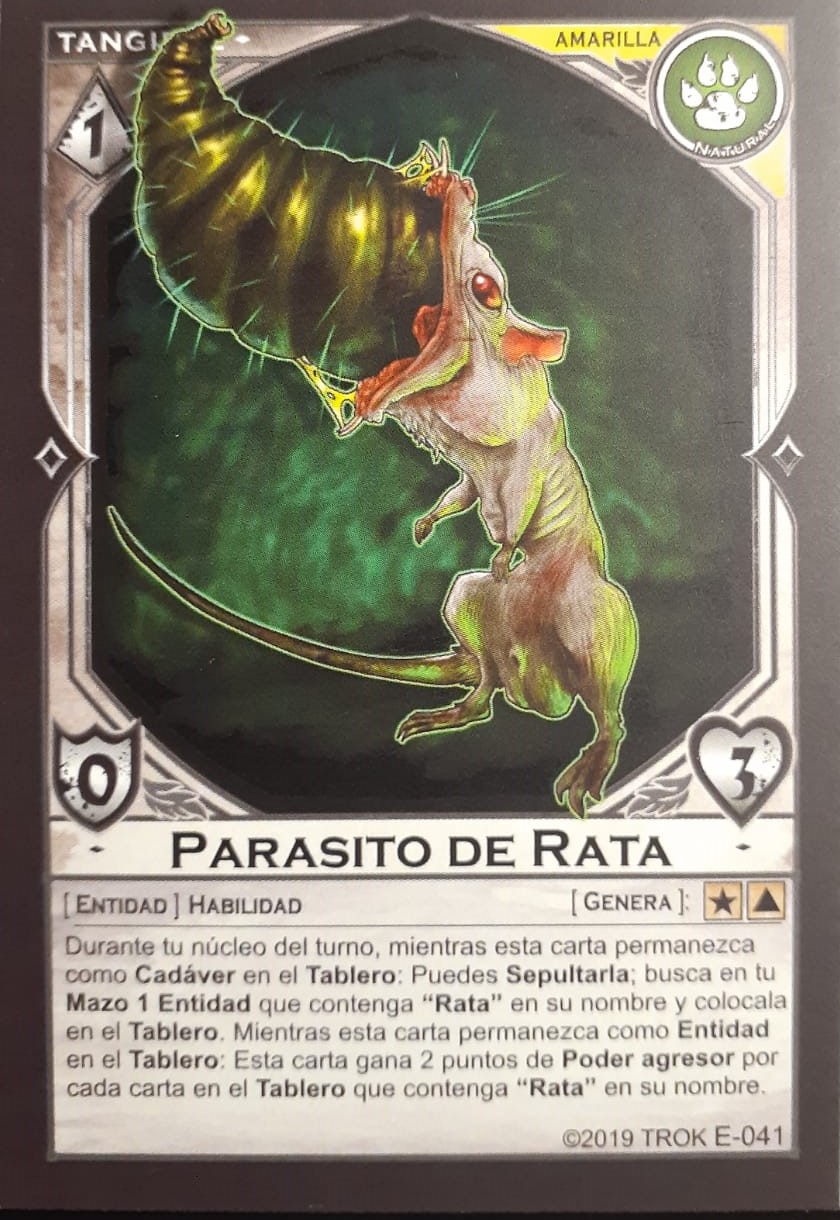 AMARILLA
NATURAL
1
0
3
PARASITO DE RATA
[ENTIDAD] HABILIDAD
[GENERA]:
Durante tu núcleo del turno, mientras esta carta permanezca
como Cadáver en el Tablero: Puedes Sepultarla; busca en tu
Mazo 1 Entidad que contenga “Rata” en su nombre y colocala
en el Tablero. Mientras esta carta permanezca como Entidad
en el Tablero: Esta carta gana 2 puntos de Poder agresor por
cada carta en el Tablero que contenga “Rata” en su nombre.
©2019 TROK E-041